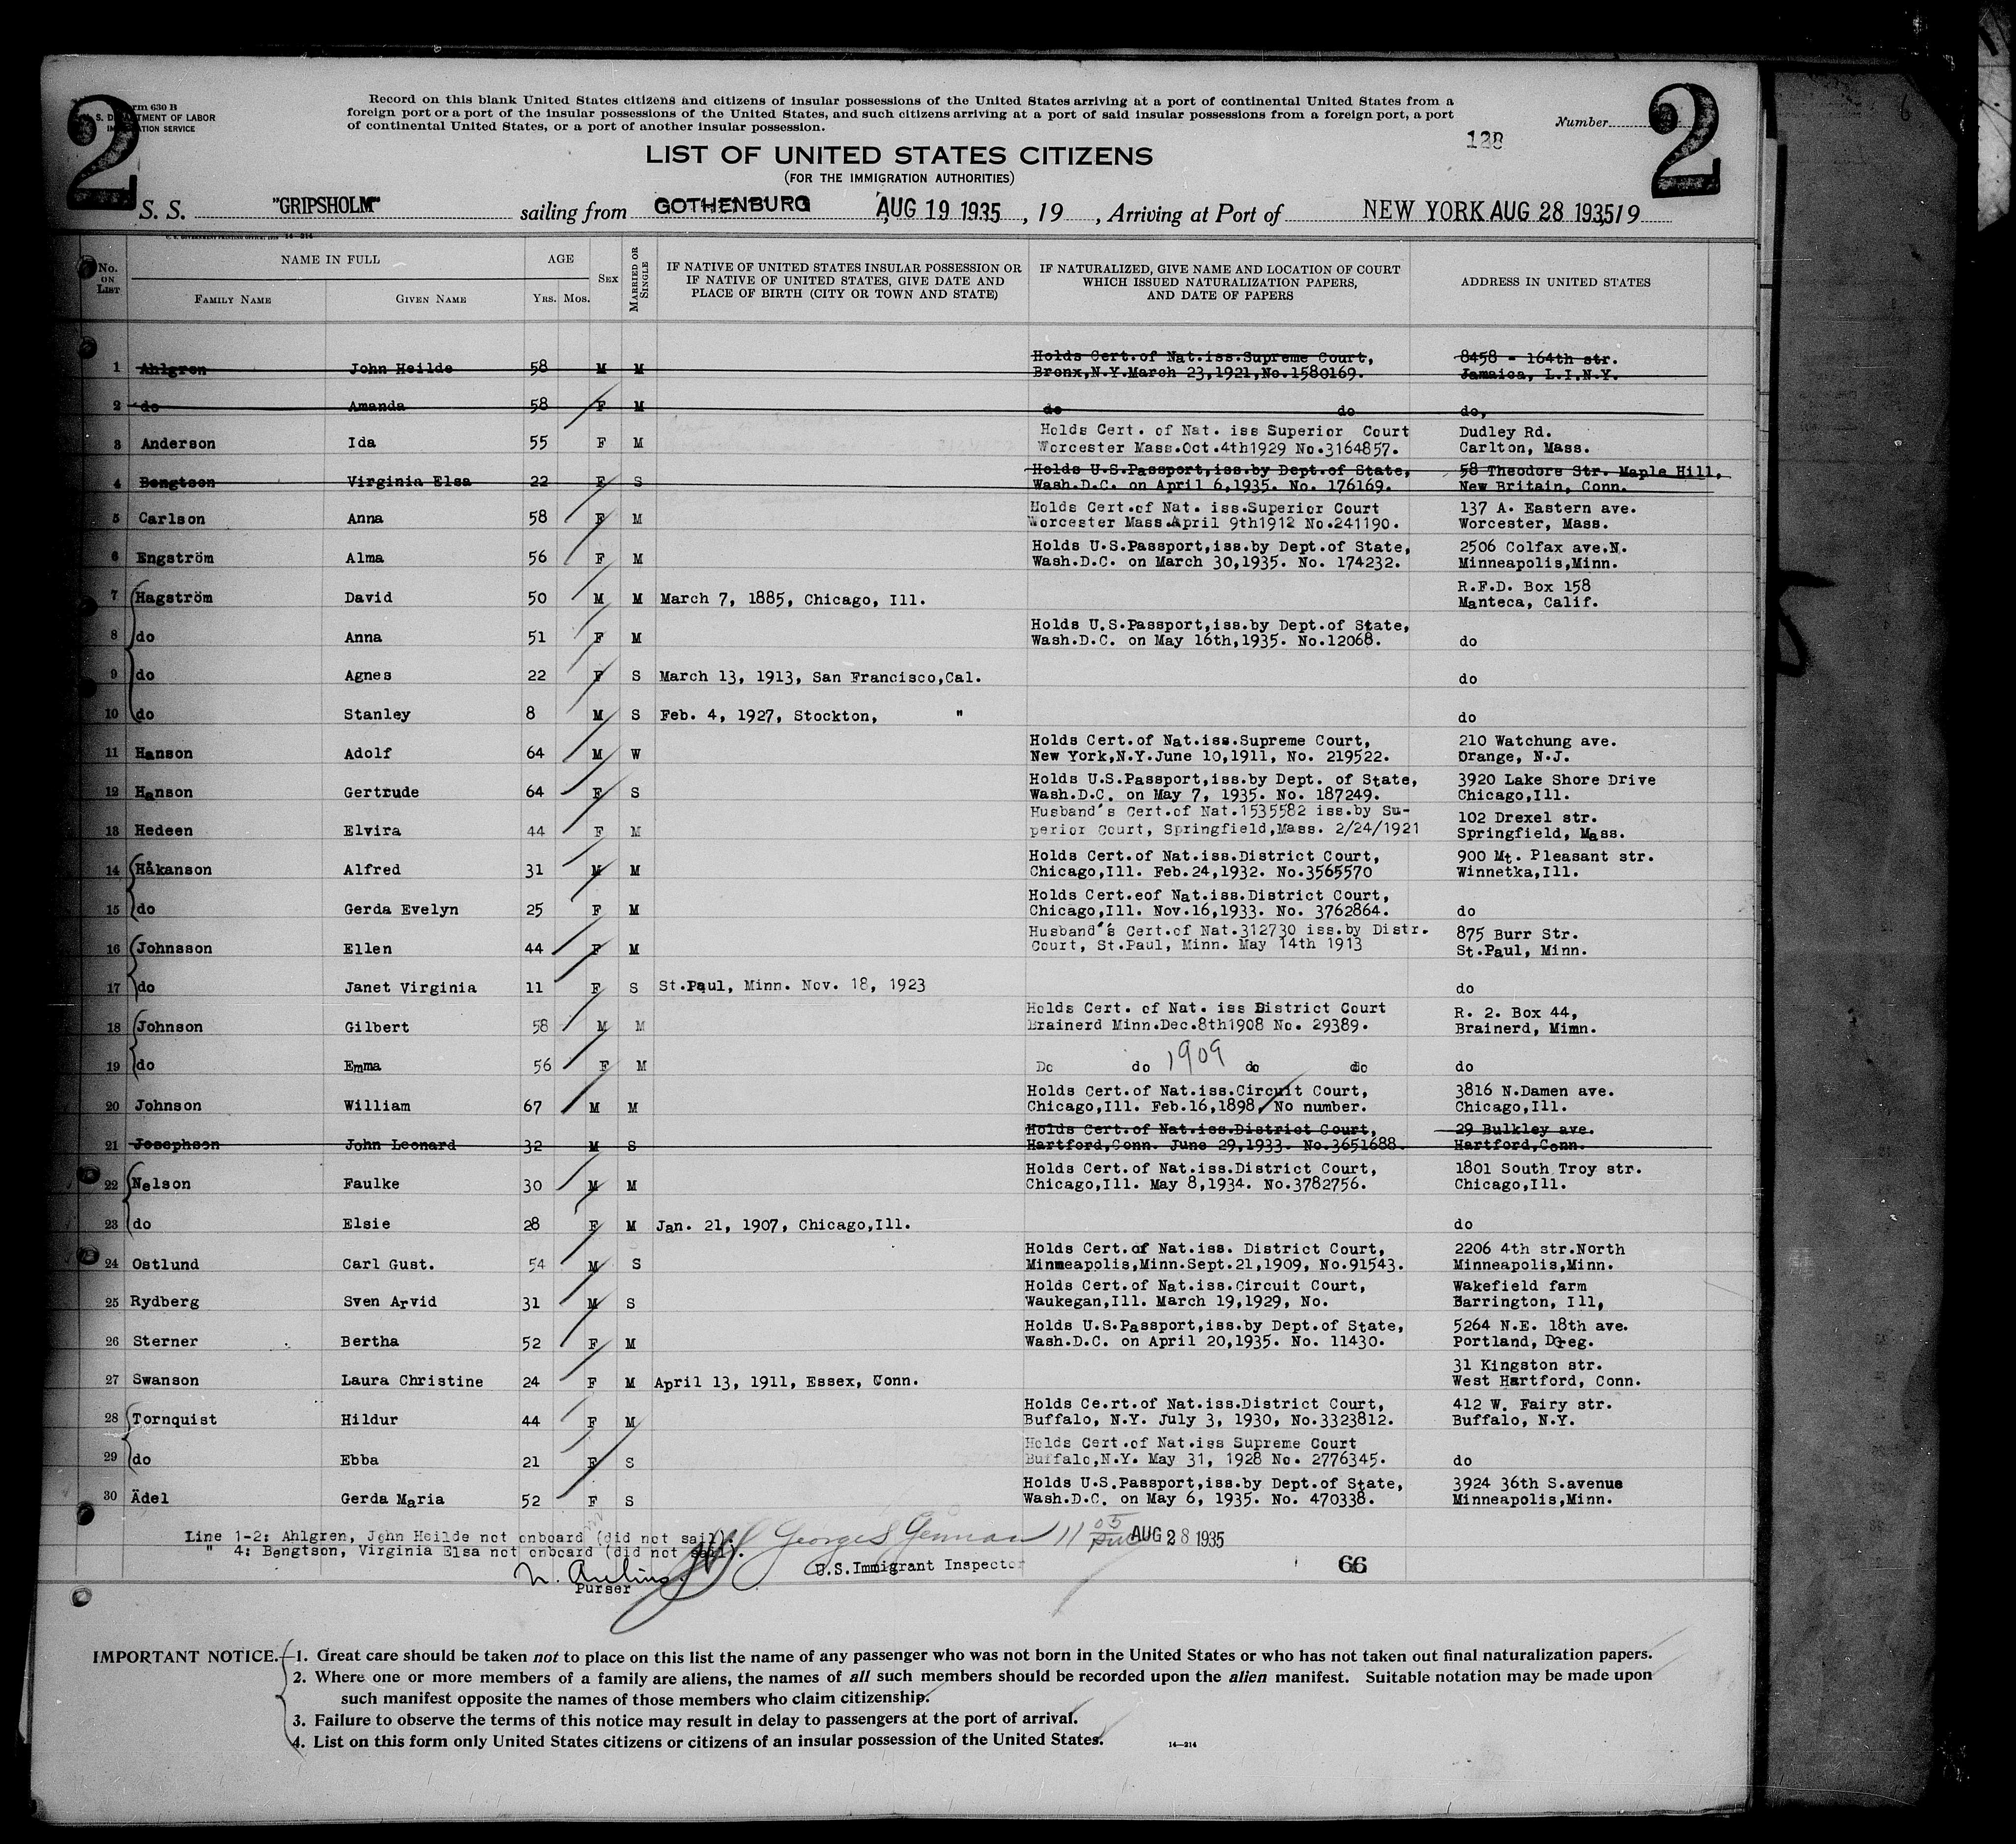 2
2
Form 630 B
U. S. DEPARTMENT OF LABOR
IMMIGRATION SERVICE
Record on this blank United States citizens and citizens of insular possessions of the United States arriving at a port of continental United States from a
foreign port or a port of the insular possessions of the United States, and such citizens arriving at a port of said insular possessions from a foreign port, a port
of continental United States, or a port of another insular possession.
Number
LIST OF UNITED STATES CITIZENS
(FOR THE IMMIGRATION AUTHORITIES)
S. S. "GRIPSHOLM" sailing from GOTHENBURG AUG 19 1935, 19 , Arriving at Port of NEW YORK AUG 28 1935 19
No. ON LIST
NAME IN FULL
FAMILY NAME GIVEN NAME
AGE
YRS. MOS.
SEX
MARRIED OR SINGLE
IF NATIVE OF UNITED STATES INSULAR POSSESSION OR
IF NATIVE OF UNITED STATES, GIVE DATE AND
PLACE OF BIRTH (CITY OR TOWN AND STATE)
IF NATURALIZED, GIVE NAME AND LOCATION OF COURT
WHICH ISSUED NATURALIZATION PAPERS,
AND DATE OF PAPERS
ADDRESS IN UNITED STATES
Holds Cert.of Nat.iss.Supreme Court, 8458 - 164th str.
1 Ahlgren John Heilde 58 M M Bronx,N.Y.March 23,1921,No.1580169. Jamaica, L.I.N.Y.
2 do Amanda 58 F M do do do,
Holds Cert. of Nat. iss Superior Court Dudley Rd.
3 Anderson Ida 55 F M Worcester Mass.Oct.4th1929 No.3164857. Carlton, Mass.
Holds U.S.Passport,iss.by Dept.of State, 58 Theodore Str. Maple Hill,
4 Bengtson Virginia Elsa 22 F S Wash.D.C. on April 6,1935. No. 176169. New Britain, Conn.
Holds Cert.of Nat. iss.Superior Court 137 A. Eastern ave.
5 Carlson Anna 58 F M Worcester Mass.April 9th1912 No.241190. Worcester, Mass.
Holds U.S.Passport,iss.by Dept.of State, 2506 Colfax ave.N.
6 Engström Alma 56 F M Wash.D.C. on March 30,1935. No. 174232. Minneapolis,Minn.
R.F.D. Box 158
7 Hagström David 50 M M March 7, 1885, Chicago, Ill. Manteca, Calif.
Holds U.S.Passport,iss.by Dept.of State,
8 do Anna 51 F M Wash.D.C. on May 16th,1935. No.12068. do
9 do Agnes 22 F S March 13, 1913, San Francisco,Cal. do
10 do Stanley 8 M S Feb. 4, 1927, Stockton, " do
Holds Cert.of Nat.iss.Supreme Court, 210 Watchung ave.
11 Hanson Adolf 64 M W New York,N.Y.June 10,1911, No. 219522. Orange, N.J.
Holds U.S.Passport,iss.by Dept. of State, 3920 Lake Shore Drive
12 Hanson Gertrude 64 F S Wash.D.C. on May 7, 1935. No. 187249. Chicago,Ill.
Husband's Cert.of Nat.1535582 iss.by Su- 102 Drexel str.
13 Hedeen Elvira 44 F M perior Court, Springfield,Mass. 2/24/1921 Springfield, Mass.
Holds Cert.of Nat.iss.District Court, 900 Mt. Pleasant str.
14 Håkanson Alfred 31 M M Chicago,Ill. Feb.24,1932. No.3565570 Winnetka,Ill.
Holds Cert.eof Nat.iss.District Court,
15 do Gerda Evelyn 25 F M Chicago,Ill. Nov.16,1933. No. 3762864. do
Husband's Cert.of Nat.312730 iss.by Distr. 875 Burr Str.
16 Johnsson Ellen 44 F M Court, St.Paul, Minn. May 14th 1913 St.Paul, Minn.
17 do Janet Virginia 11 F S St.Paul, Minn. Nov. 18, 1923 do
Holds Cert. of Nat. iss District Court R. 2. Box 44,
18 Johnson Gilbert 58 M M Brainerd Minn.Dec.8th1908 No. 29389. Brainerd, Minn.
19 do Emma 56 F M Do do 1909 do do do
Holds Cert.of Nat.iss.Circuit Court, 3816 N.Damen ave.
20 Johnson William 67 M M Chicago,Ill. Feb.16,1898, No number. Chicago,Ill.
Holds Cert.of Nat.iss.District Court, 29 Bulkley ave.
21 Josephson John Leonard 32 M S Hartford,Conn. June 29,1933. No.3651688. Hartford,Conn.
Holds Cert.of Nat.iss.District Court, 1801 South Troy str.
22 Nelson Faulke 30 M M Chicago,Ill. May 8,1934. No.3782756. Chicago,Ill.
23 do Elsie 28 F M Jan. 21, 1907, Chicago,Ill. do
Holds Cert.of Nat.iss. District Court, 2206 4th str.North
24 Ostlund Carl Gust. 54 M S Minneapolis,Minn.Sept.21,1909, No.91543. Minneapolis,Minn.
Holds Cert.of Nat.iss.Circuit Court, Wakefield farm
25 Rydberg Sven Arvid 31 M S Waukegan,Ill. March 19,1929, No. Barrington, Ill,
Holds U.S.Passport,iss.by Dept.of State, 5264 N.E. 18th ave.
26 Sterner Bertha 52 F M Wash.D.C. on April 20,1935. No. 11430. Portland, Oreg.
31 Kingston str.
27 Swanson Laura Christine 24 F M April 13, 1911, Essex, Conn. West Hartford, Conn.
Holds Ce.rt.of Nat.iss.District Court, 412 W. Fairy str.
28 Tornquist Hildur 44 F M Buffalo, N.Y. July 3, 1930, No.3323812. Buffalo, N.Y.
Holds Cert.of Nat.iss Supreme Court
29 do Ebba 21 F S Buffalo,N.Y. May 31, 1928 No. 2776345. do
Holds U.S.Passport,iss.by Dept.of State, 3924 36th S.avenue
30 Ädel Gerda Maria 52 F S Wash.D.C. on May 6, 1935. No. 470338. Minneapolis,Minn.
Line 1-2: Ahlgren, John Heilde not onboard (did not sail).
" 4: Bengtson, Virginia Elsa not onboard (did not sail).
AUG 28 1935
U.S.Immigrant Inspector
66
Purser
IMPORTANT NOTICE.—1. Great care should be taken not to place on this list the name of any passenger who was not born in the United States or who has not taken out final naturalization papers.
2. Where one or more members of a family are aliens, the names of all such members should be recorded upon the alien manifest. Suitable notation may be made upon
such manifest opposite the names of those members who claim citizenship.
3. Failure to observe the terms of this notice may result in delay to passengers at the port of arrival.
4. List on this form only United States citizens or citizens of an insular possession of the United States.
14—214